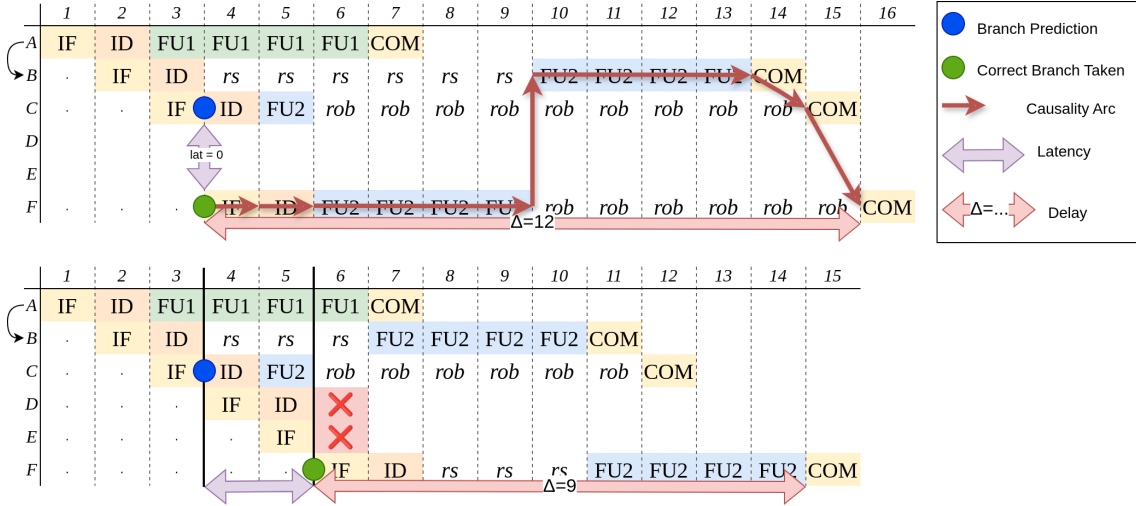 1 2 3 4 5 6 7 8 9 10 11 12 13 14 15 16
A IF ID FU1 FU1 FU1 FU1 COM
B . IF ID rs rs rs rs rs rs FU2 FU2 FU2 FU2 COM
C . . IF ID FU2 rob rob rob rob rob rob rob rob rob COM
D
lat = 0
E
F . . . IF ID FU2 FU2 FU2 FU2 rob rob rob rob rob rob COM
Δ=12
Branch Prediction
Correct Branch Taken
Causality Arc
Latency
Δ=... Delay
1 2 3 4 5 6 7 8 9 10 11 12 13 14 15
A IF ID FU1 FU1 FU1 FU1 COM
B . IF ID rs rs rs FU2 FU2 FU2 FU2 COM
C . . IF ID FU2 rob rob rob rob rob rob COM
D . . . IF ID
E . . . . IF
F . . . . . IF ID rs rs rs FU2 FU2 FU2 FU2 COM
Δ=9